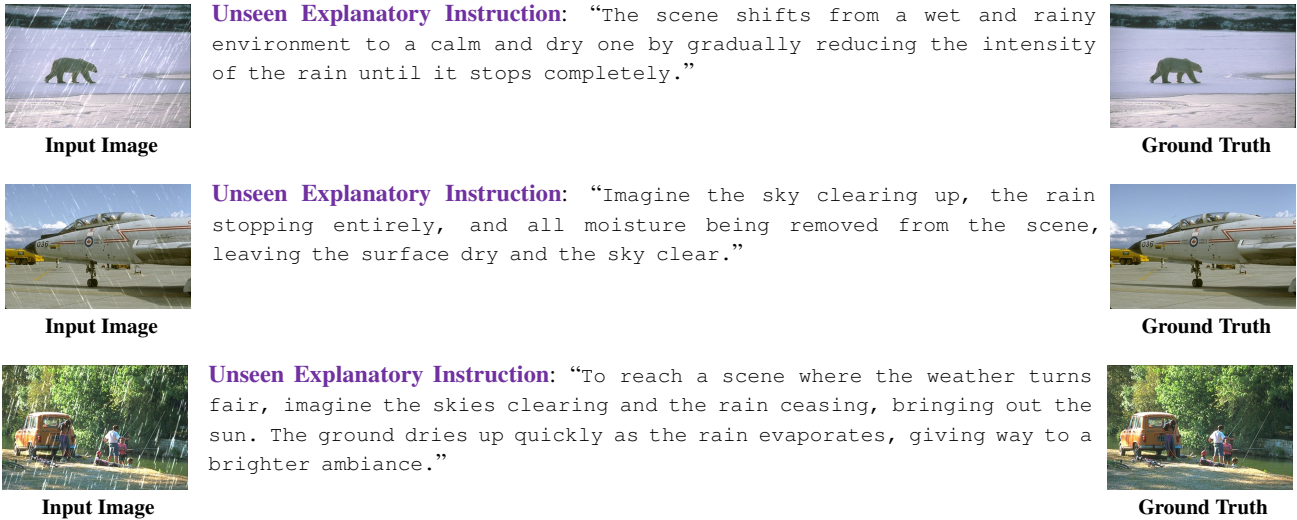 Unseen Explanatory Instruction: “The scene shifts from a wet and rainy
environment to a calm and dry one by gradually reducing the intensity
of the rain until it stops completely.”
Input Image
Ground Truth
Unseen Explanatory Instruction: “Imagine the sky clearing up, the rain
stopping entirely, and all moisture being removed from the scene,
leaving the surface dry and the sky clear.”
036
036
Input Image
Ground Truth
Unseen Explanatory Instruction: “To reach a scene where the weather turns
fair, imagine the skies clearing and the rain ceasing, bringing out the
sun. The ground dries up quickly as the rain evaporates, giving way to a
brighter ambiance.”
Input Image
Ground Truth